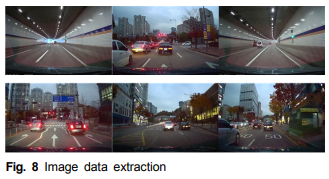 Fig. 8 Image data extraction